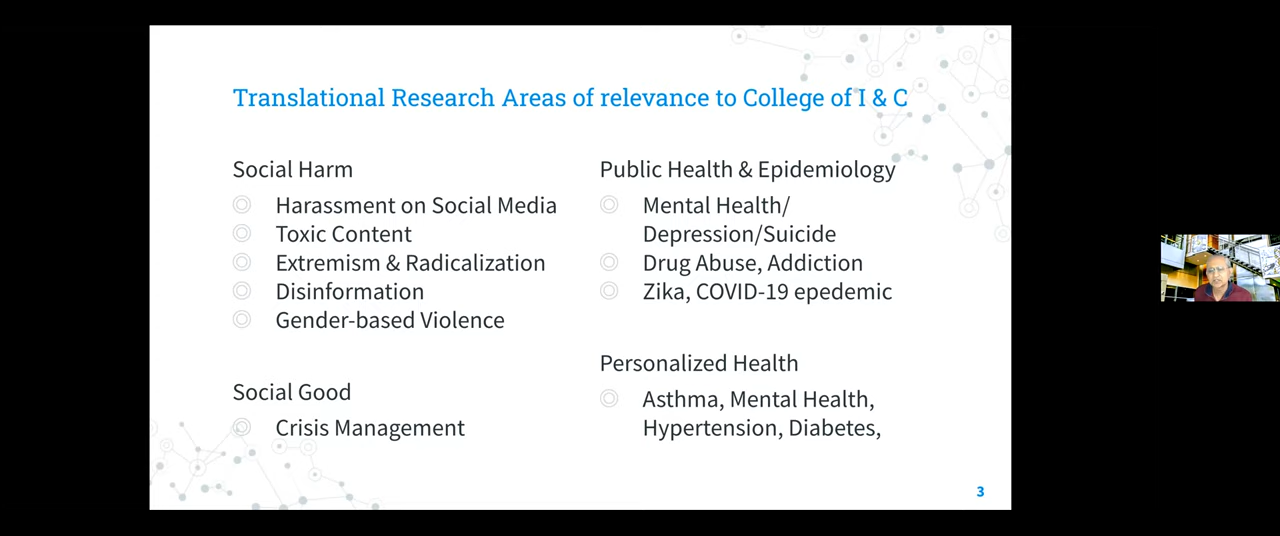 Translational Research Areas of relevance to College of I & C
Social Harm
Harassment on Social Media
Toxic Content
Extremism & Radicalization
Disinformation
Gender-based Violence
Social Good
Crisis Management
Public Health & Epidemiology
Mental Health/
Depression/Suicide
Drug Abuse, Addiction
Zika, COVID-19 epedemic
Personalized Health
Asthma, Mental Health,
Hypertension, Diabetes,
3